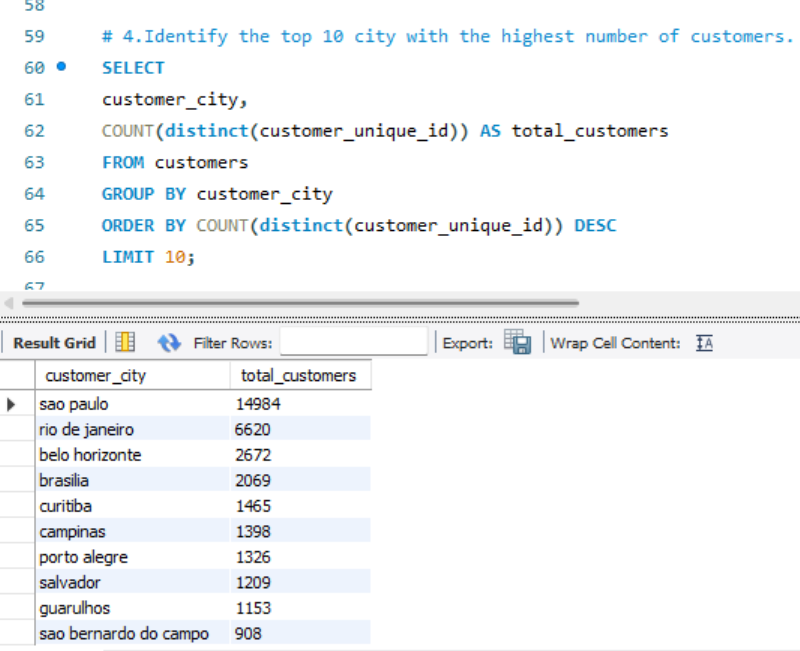 58
59 # 4.Identify the top 10 city with the highest number of customers.
60 SELECT
61 customer_city,
62 COUNT(distinct(customer_unique_id)) AS total_customers
63 FROM customers
64 GROUP BY customer_city
65 ORDER BY COUNT(distinct(customer_unique_id)) DESC
66 LIMIT 10;
67
Result Grid Filter Rows: Export: Wrap Cell Content: IA
customer_city total_customers
sao paulo 14984
rio de janeiro 6620
belo horizonte 2672
brasilia 2069
curitiba 1465
campinas 1398
porto alegre 1326
salvador 1209
guarulhos 1153
sao bernardo do campo 908